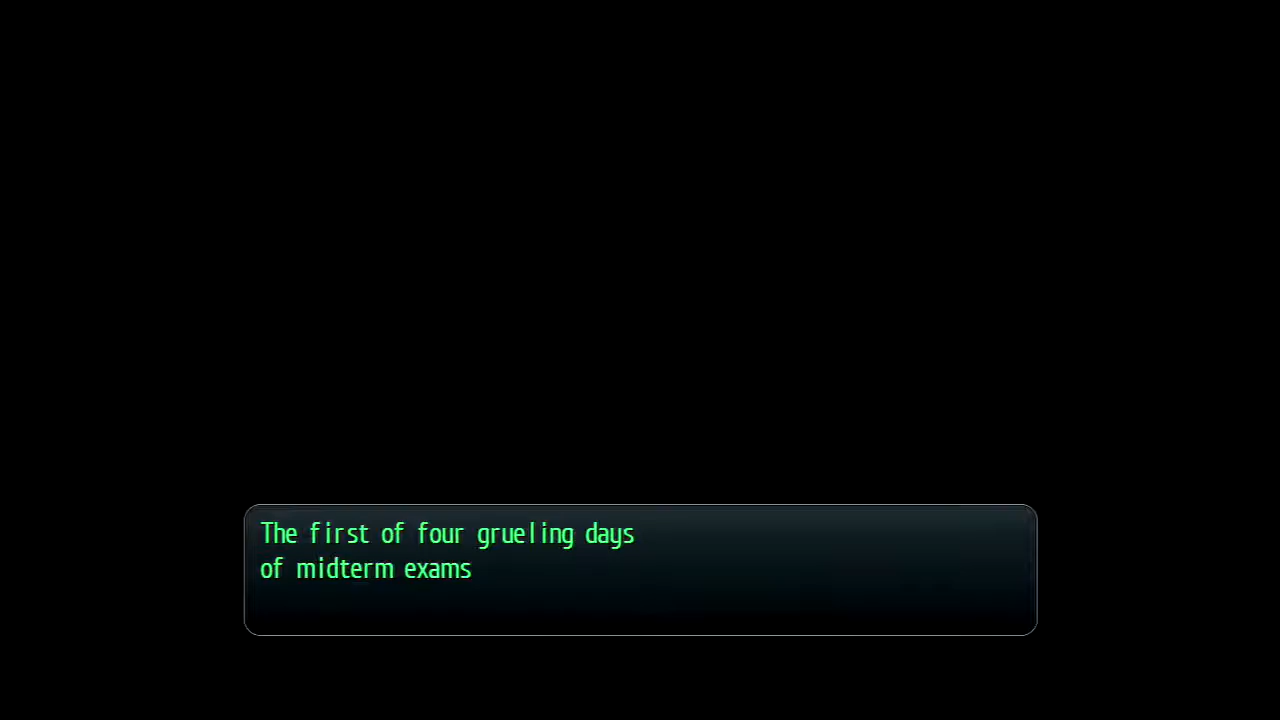 The first of four grueling days
of midterm exams